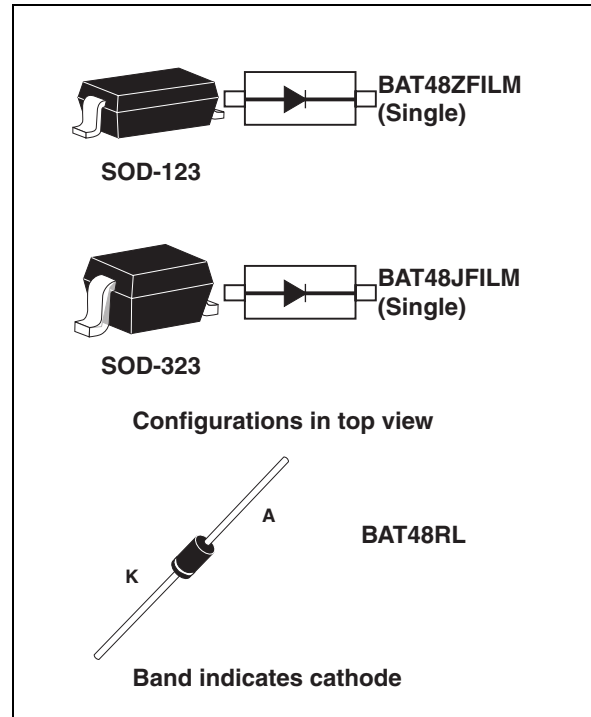 BAT48ZFILM
(Single)
SOD-123
BAT48JFILM
(Single)
SOD-323
Configurations in top view
A
BAT48RL
K
Band indicates cathode